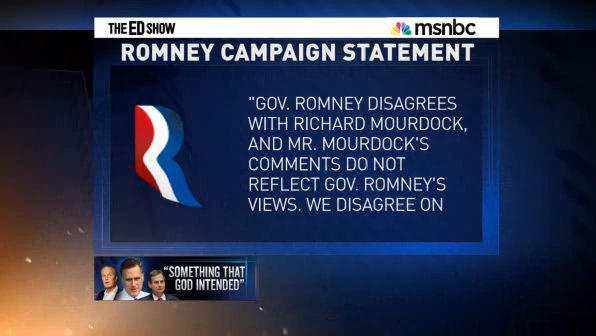 THE ED SHOW
msnbc
ROMNEY CAMPAIGN STATEMENT
"GOV. ROMNEY DISAGREES
WITH RICHARD MOURDOCK,
AND MR. MOURDOCK'S
COMMENTS DO NOT
REFLECT GOV. ROMNEY'S
VIEWS. WE DISAGREE ON
"SOMETHING THAT
GOD INTENDED"